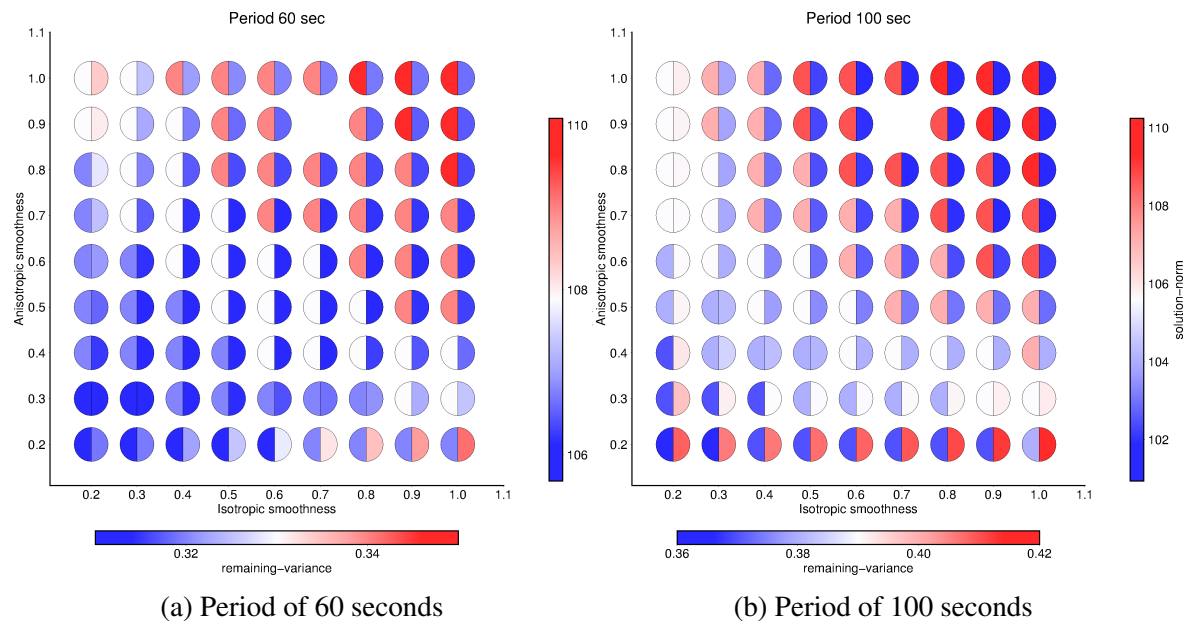 Period 60 sec
1.1
1.0
0.9
0.8
0.7
0.6
0.5
0.4
0.3
0.2
Anisotropic smoothness
0.2 0.3 0.4 0.5 0.6 0.7 0.8 0.9 1.0 1.1
Isotropic smoothness
110
108
106
0.32 0.34
remaining-variance
(a) Period of 60 seconds
Period 100 sec
1.1
1.0
0.9
0.8
0.7
0.6
0.5
0.4
0.3
0.2
Anisotropic smoothness
0.2 0.3 0.4 0.5 0.6 0.7 0.8 0.9 1.0 1.1
Isotropic smoothness
110
108
106
104
102
solution-norm
0.36 0.38 0.40 0.42
remaining-variance
(b) Period of 100 seconds